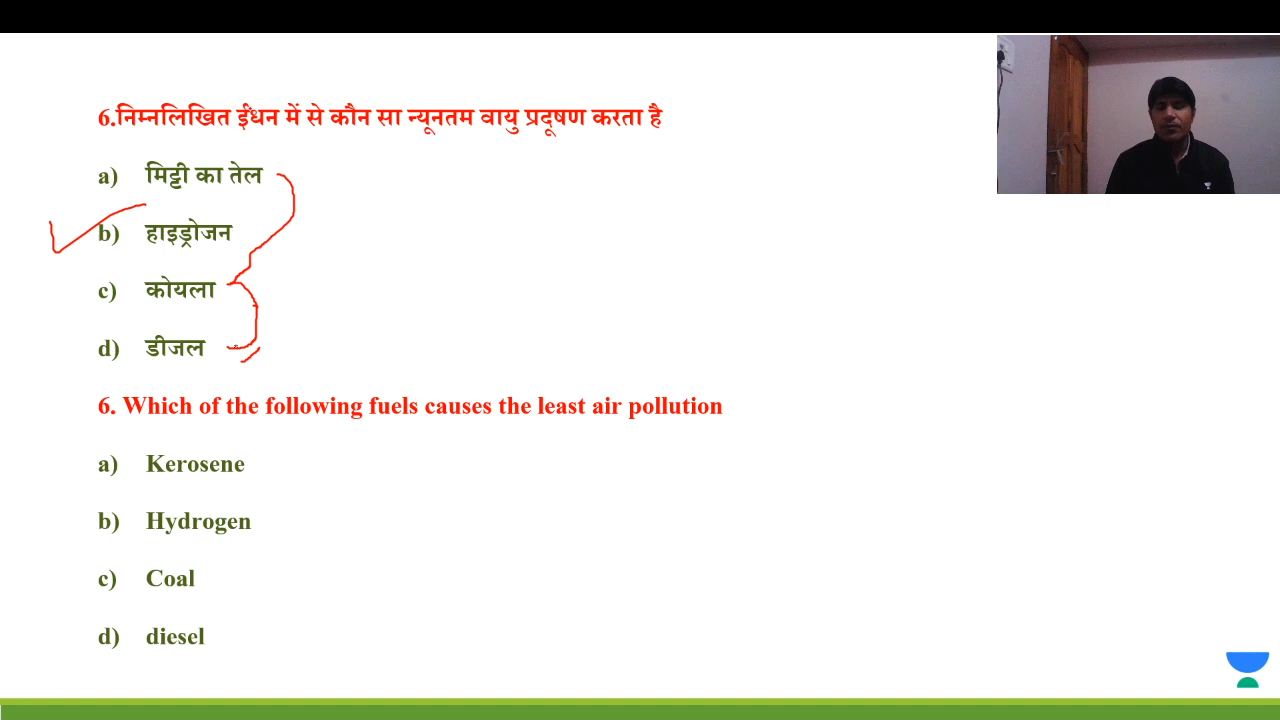 6.निम्नलिखित ईंधन में से कौन सा न्यूनतम वायु प्रदूषण करता है
a) मिट्टी का तेल
b) हाइड्रोजन
c) कोयला
d) डीजल
6. Which of the following fuels causes the least air pollution
a) Kerosene
b) Hydrogen
c) Coal
d) diesel